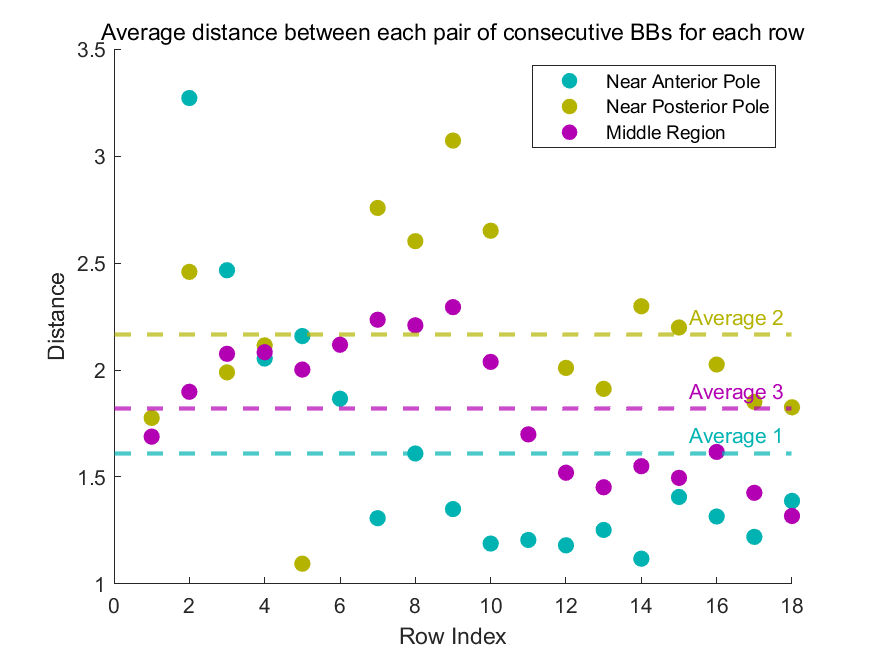 Average distance between each pair of consecutive BBs for each row
3.5
3
2.5
2
1.5
1
Distance
Near Anterior Pole
Near Posterior Pole
Middle Region
Average 2
Average 3
Average 1
0 2 4 6 8 10 12 14 16 18
Row Index